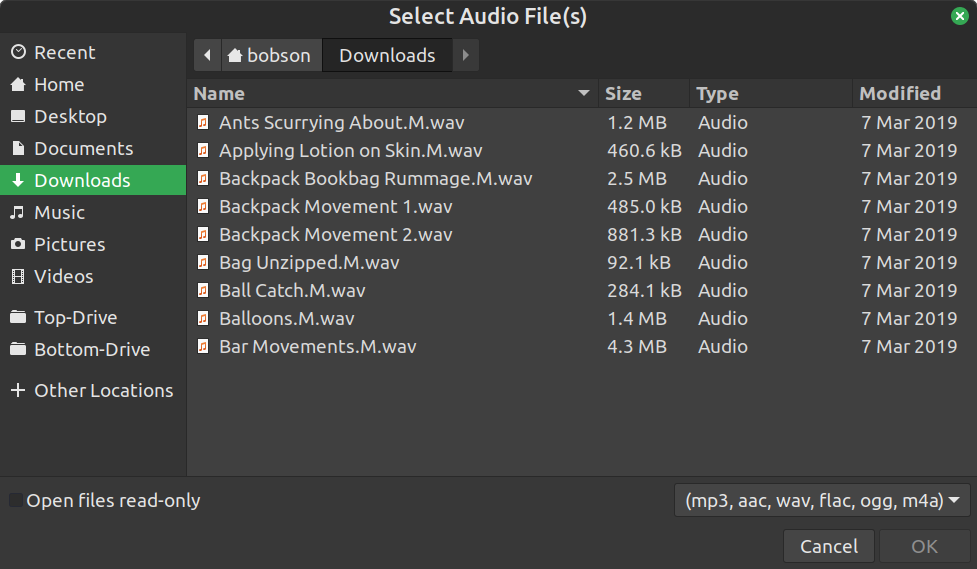 Select Audio File(s)
Recent
Home
Desktop
Documents
Downloads
Music
Pictures
Videos
Top-Drive
Bottom-Drive
Other Locations
bobson Downloads
Name Size Type Modified
Ants Scurrying About.M.wav 1.2 MB Audio 7 Mar 2019
Applying Lotion on Skin.M.wav 460.6 kB Audio 7 Mar 2019
Backpack Bookbag Rummage.M.wav 2.5 MB Audio 7 Mar 2019
Backpack Movement 1.wav 485.0 kB Audio 7 Mar 2019
Backpack Movement 2.wav 881.3 kB Audio 7 Mar 2019
Bag Unzipped.M.wav 92.1 kB Audio 7 Mar 2019
Ball Catch.M.wav 284.1 kB Audio 7 Mar 2019
Balloons.M.wav 1.4 MB Audio 7 Mar 2019
Bar Movements.M.wav 4.3 MB Audio 7 Mar 2019
Open files read-only
(mp3, aac, wav, flac, ogg, m4a)
Cancel OK